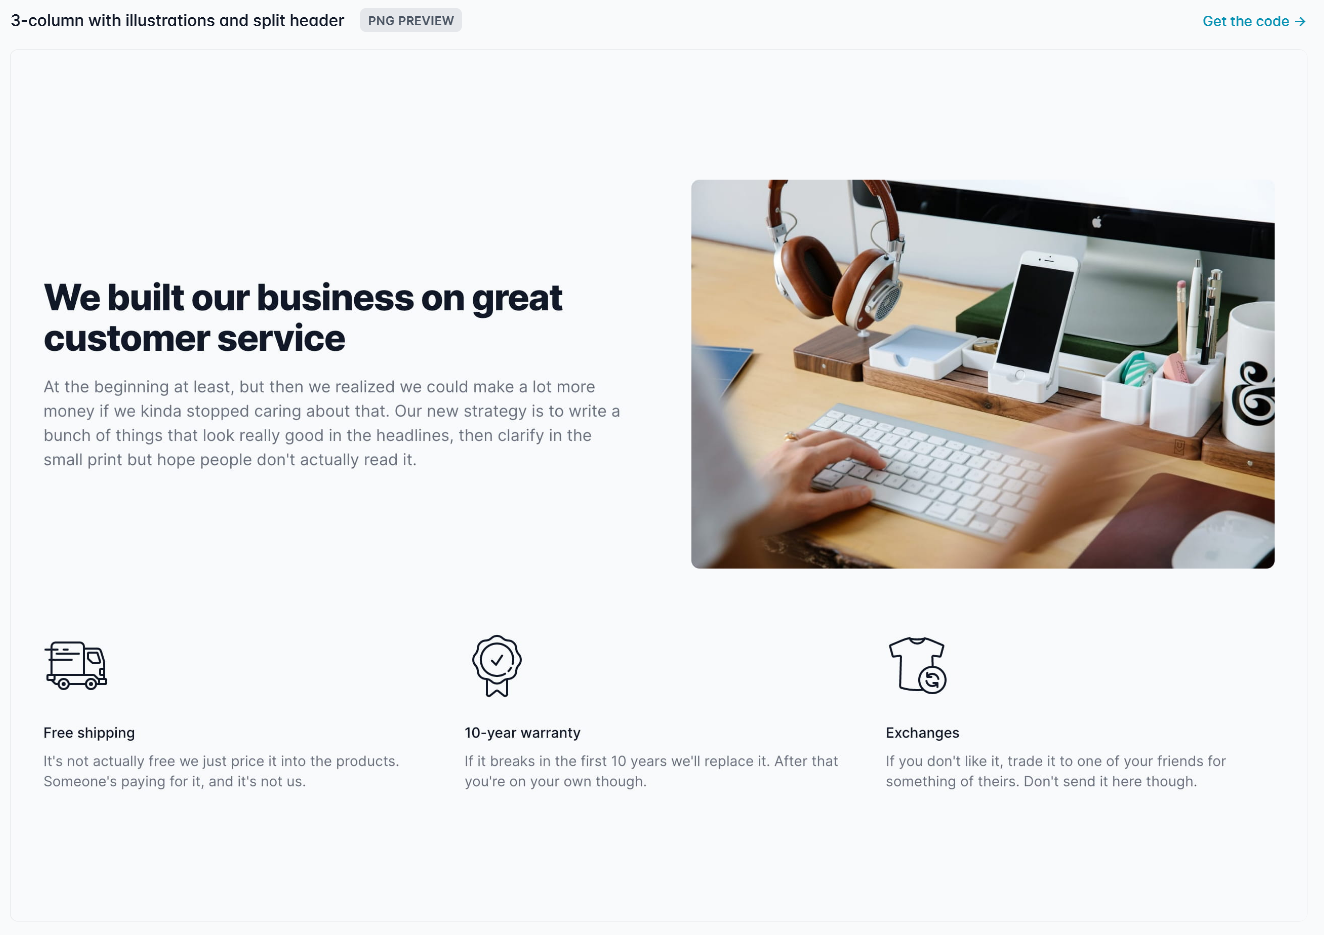 3-column with illustrations and split header
PNG PREVIEW
Get the code →
We built our business on great
customer service
At the beginning at least, but then we realized we could make a lot more
money if we kinda stopped caring about that. Our new strategy is to write a
bunch of things that look really good in the headlines, then clarify in the
small print but hope people don't actually read it.
&
Free shipping
It's not actually free we just price it into the products.
Someone's paying for it, and it's not us.
10-year warranty
If it breaks in the first 10 years we'll replace it. After that
you're on your own though.
Exchanges
If you don't like it, trade it to one of your friends for
something of theirs. Don't send it here though.